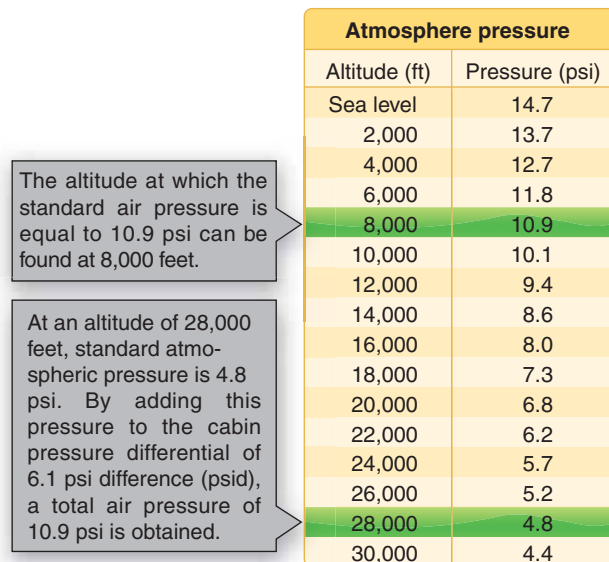 Atmosphere pressure
Altitude (ft) Pressure (psi)
Sea level 14.7
2,000 13.7
4,000 12.7
6,000 11.8
8,000 10.9
10,000 10.1
12,000 9.4
14,000 8.6
16,000 8.0
18,000 7.3
20,000 6.8
22,000 6.2
24,000 5.7
26,000 5.2
28,000 4.8
30,000 4.4
The altitude at which the
standard air pressure is
equal to 10.9 psi can be
found at 8,000 feet.
At an altitude of 28,000
feet, standard atmo-
spheric pressure is 4.8
psi. By adding this
pressure to the cabin
pressure differential of
6.1 psi difference (psid),
a total air pressure of
10.9 psi is obtained.